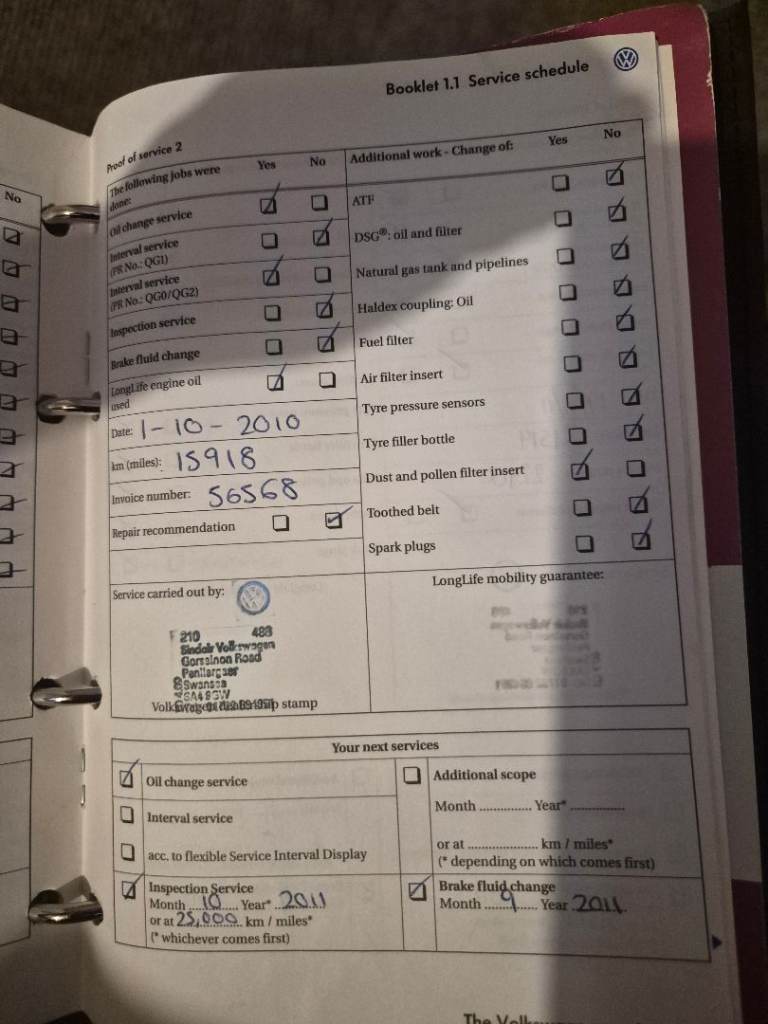 Booklet 1.1 Service schedule
Proof of service 2
The following jobs were done: Yes No
Oil change service
Interval service (PR No.: QG1)
Interval service (PR No.: QG0/QG2)
Inspection service
Brake fluid change
LongLife engine oil used
Date: 1-10-2010
km (miles): 15918
Invoice number: 56568
Repair recommendation
Additional work - Change of: Yes No
ATF
DSG®: oil and filter
Natural gas tank and pipelines
Haldex coupling: Oil
Fuel filter
Air filter insert
Tyre pressure sensors
Tyre filler bottle
Dust and pollen filter insert
Toothed belt
Spark plugs
Service carried out by:
210 488
Sinclair Volkswagen
Gorseinon Road
Penllergaer
Swansea
stamp
LongLife mobility guarantee:
Your next services
Oil change service
Interval service
acc. to flexible Service Interval Display
Inspection Service
Month 10 Year* 2011
or at 25,000 km / miles*
(* whichever comes first)
Additional scope
Month .............. Year* ..............
or at .................... km / miles*
(* depending on which comes first)
Brake fluid change
Month 9 Year 2011
No
The